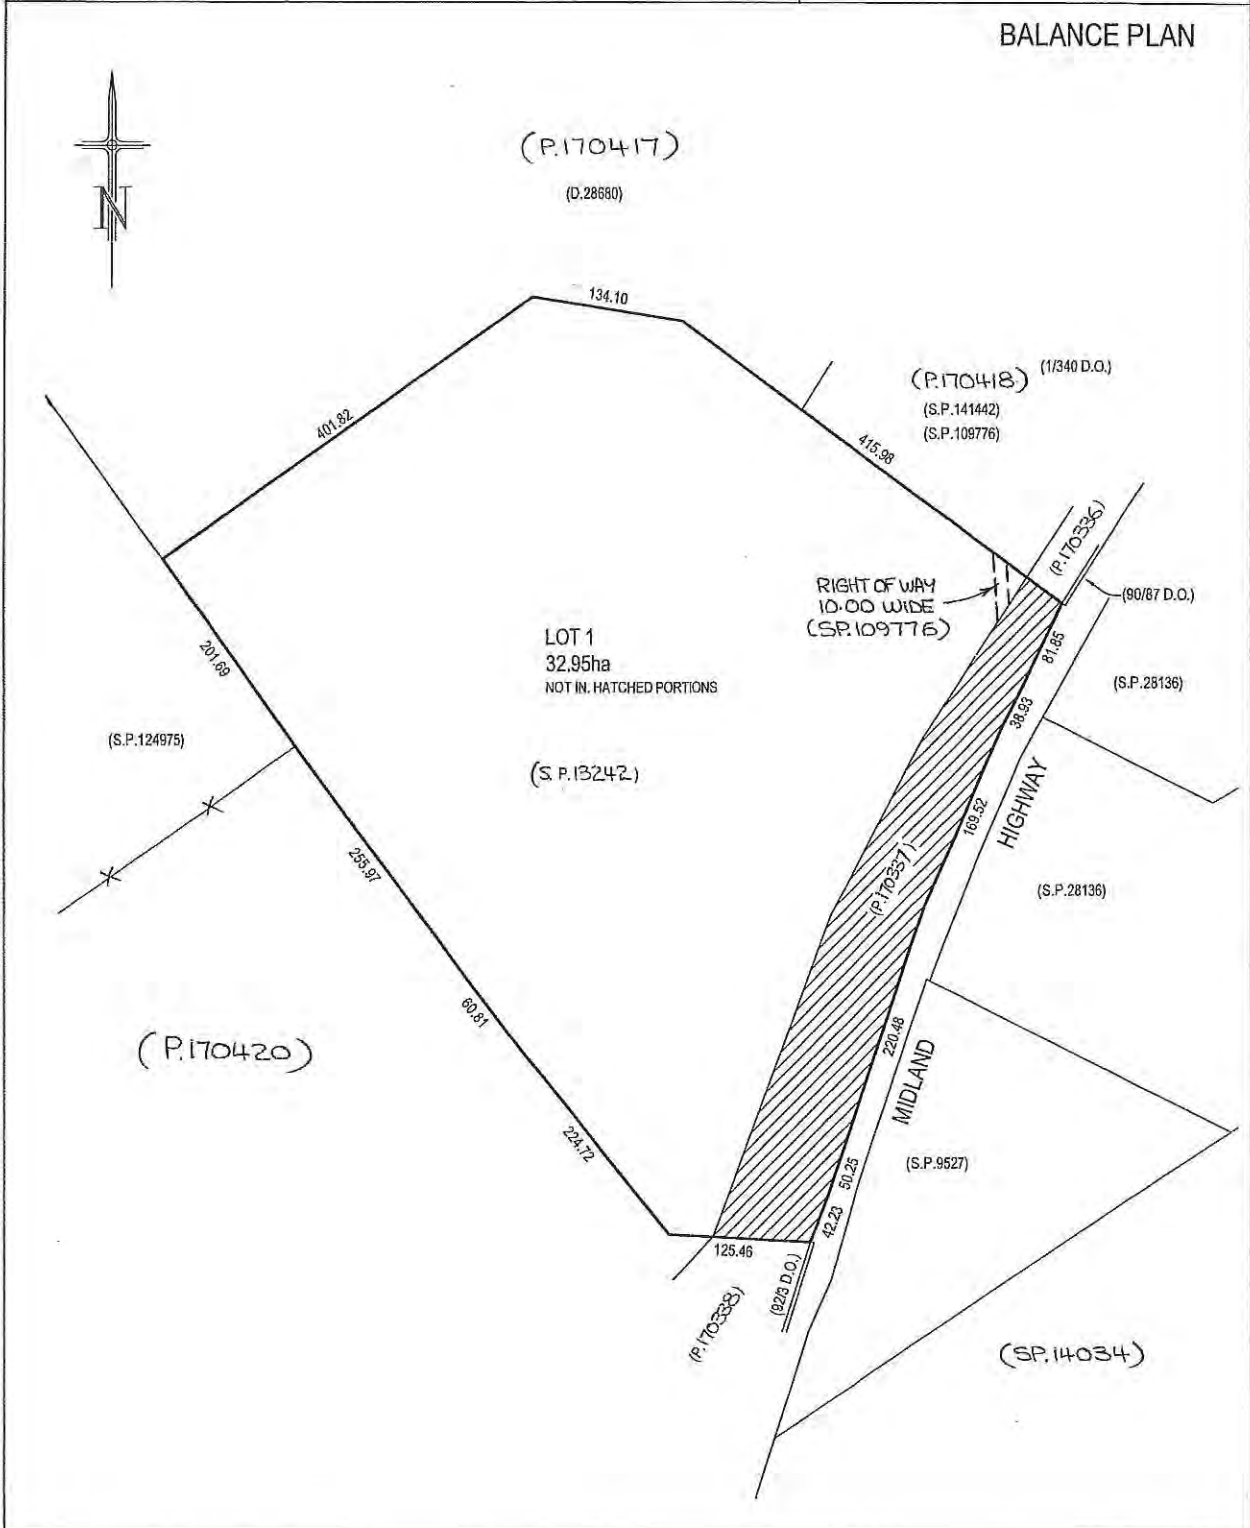 BALANCE PLAN
N
(P.170417)
(D.28680)
134.10
(P.170418)
(1/340 D.O.)
(S.P.141442)
(S.P.109776)
401.82
415.98
(P.170336)
RIGHT OF WAY
10.00 WIDE
(SP.109776)
(90/87 D.O.)
LOT 1
32.95ha
NOT IN. HATCHED PORTIONS
81.85
201.69
38.93
(S.P.28136)
(S.P.124975)
(S.P.13242)
HIGHWAY
169.52
255.97
(P.170337)
(S.P.28136)
60.81
(P.170420)
220.48
MIDLAND
224.72
50.25
(S.P.9527)
42.23
125.46
(92/3 D.O.)
(P.170338)
(SP.14034)